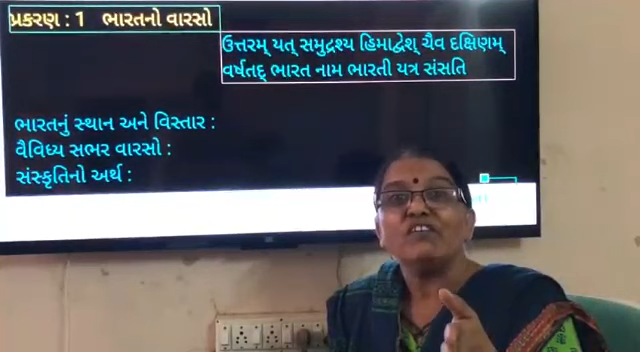 પ્રકરણ : 1 ભારતનો વારસો
ઉત્તરમ્ યત્ સમુદ્રશ્ય હિમાદ્વેશ્ ચૈવ દક્ષિણમ્
વર્ષતદ્ ભારત નામ ભારતી યત્ર સંસતિ
ભારતનું સ્થાન અને વિસ્તાર :
વૈવિધ્ય સભર વારસો :
સંસ્કૃતિનો અર્થ :